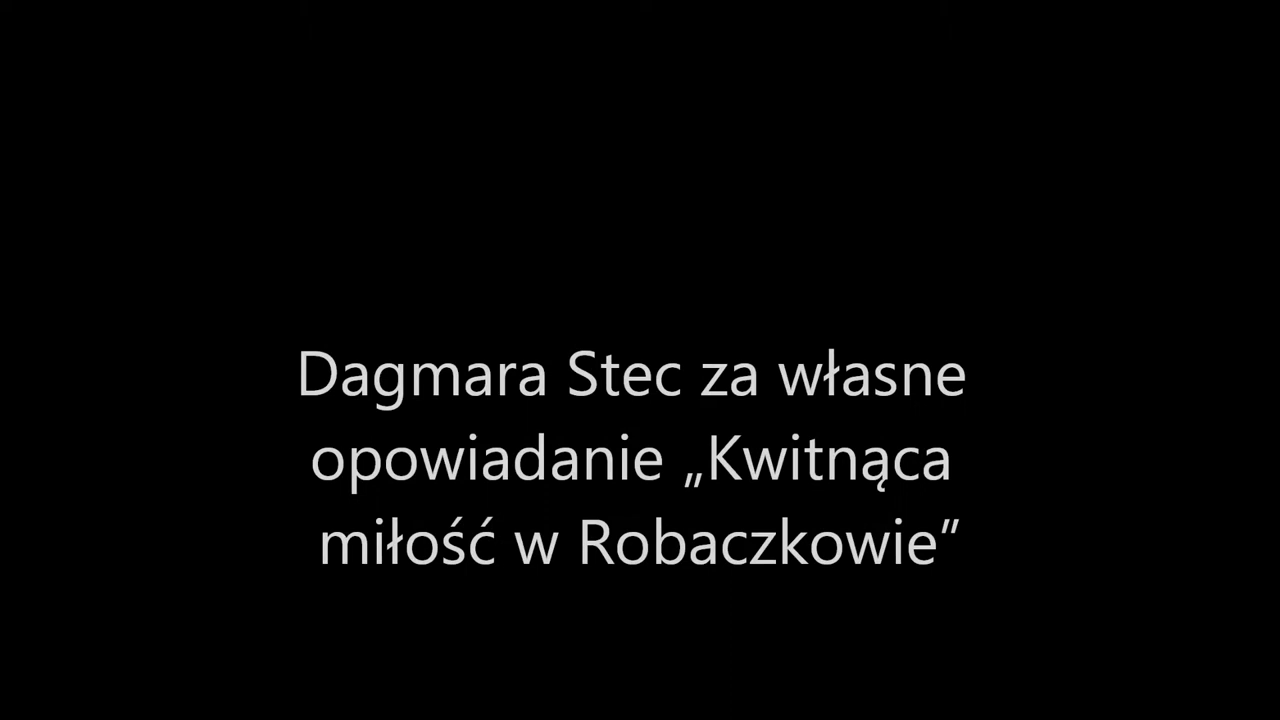 Dagmara Stec za własne
opowiadanie „Kwitnąca
miłość w Robaczkowie”